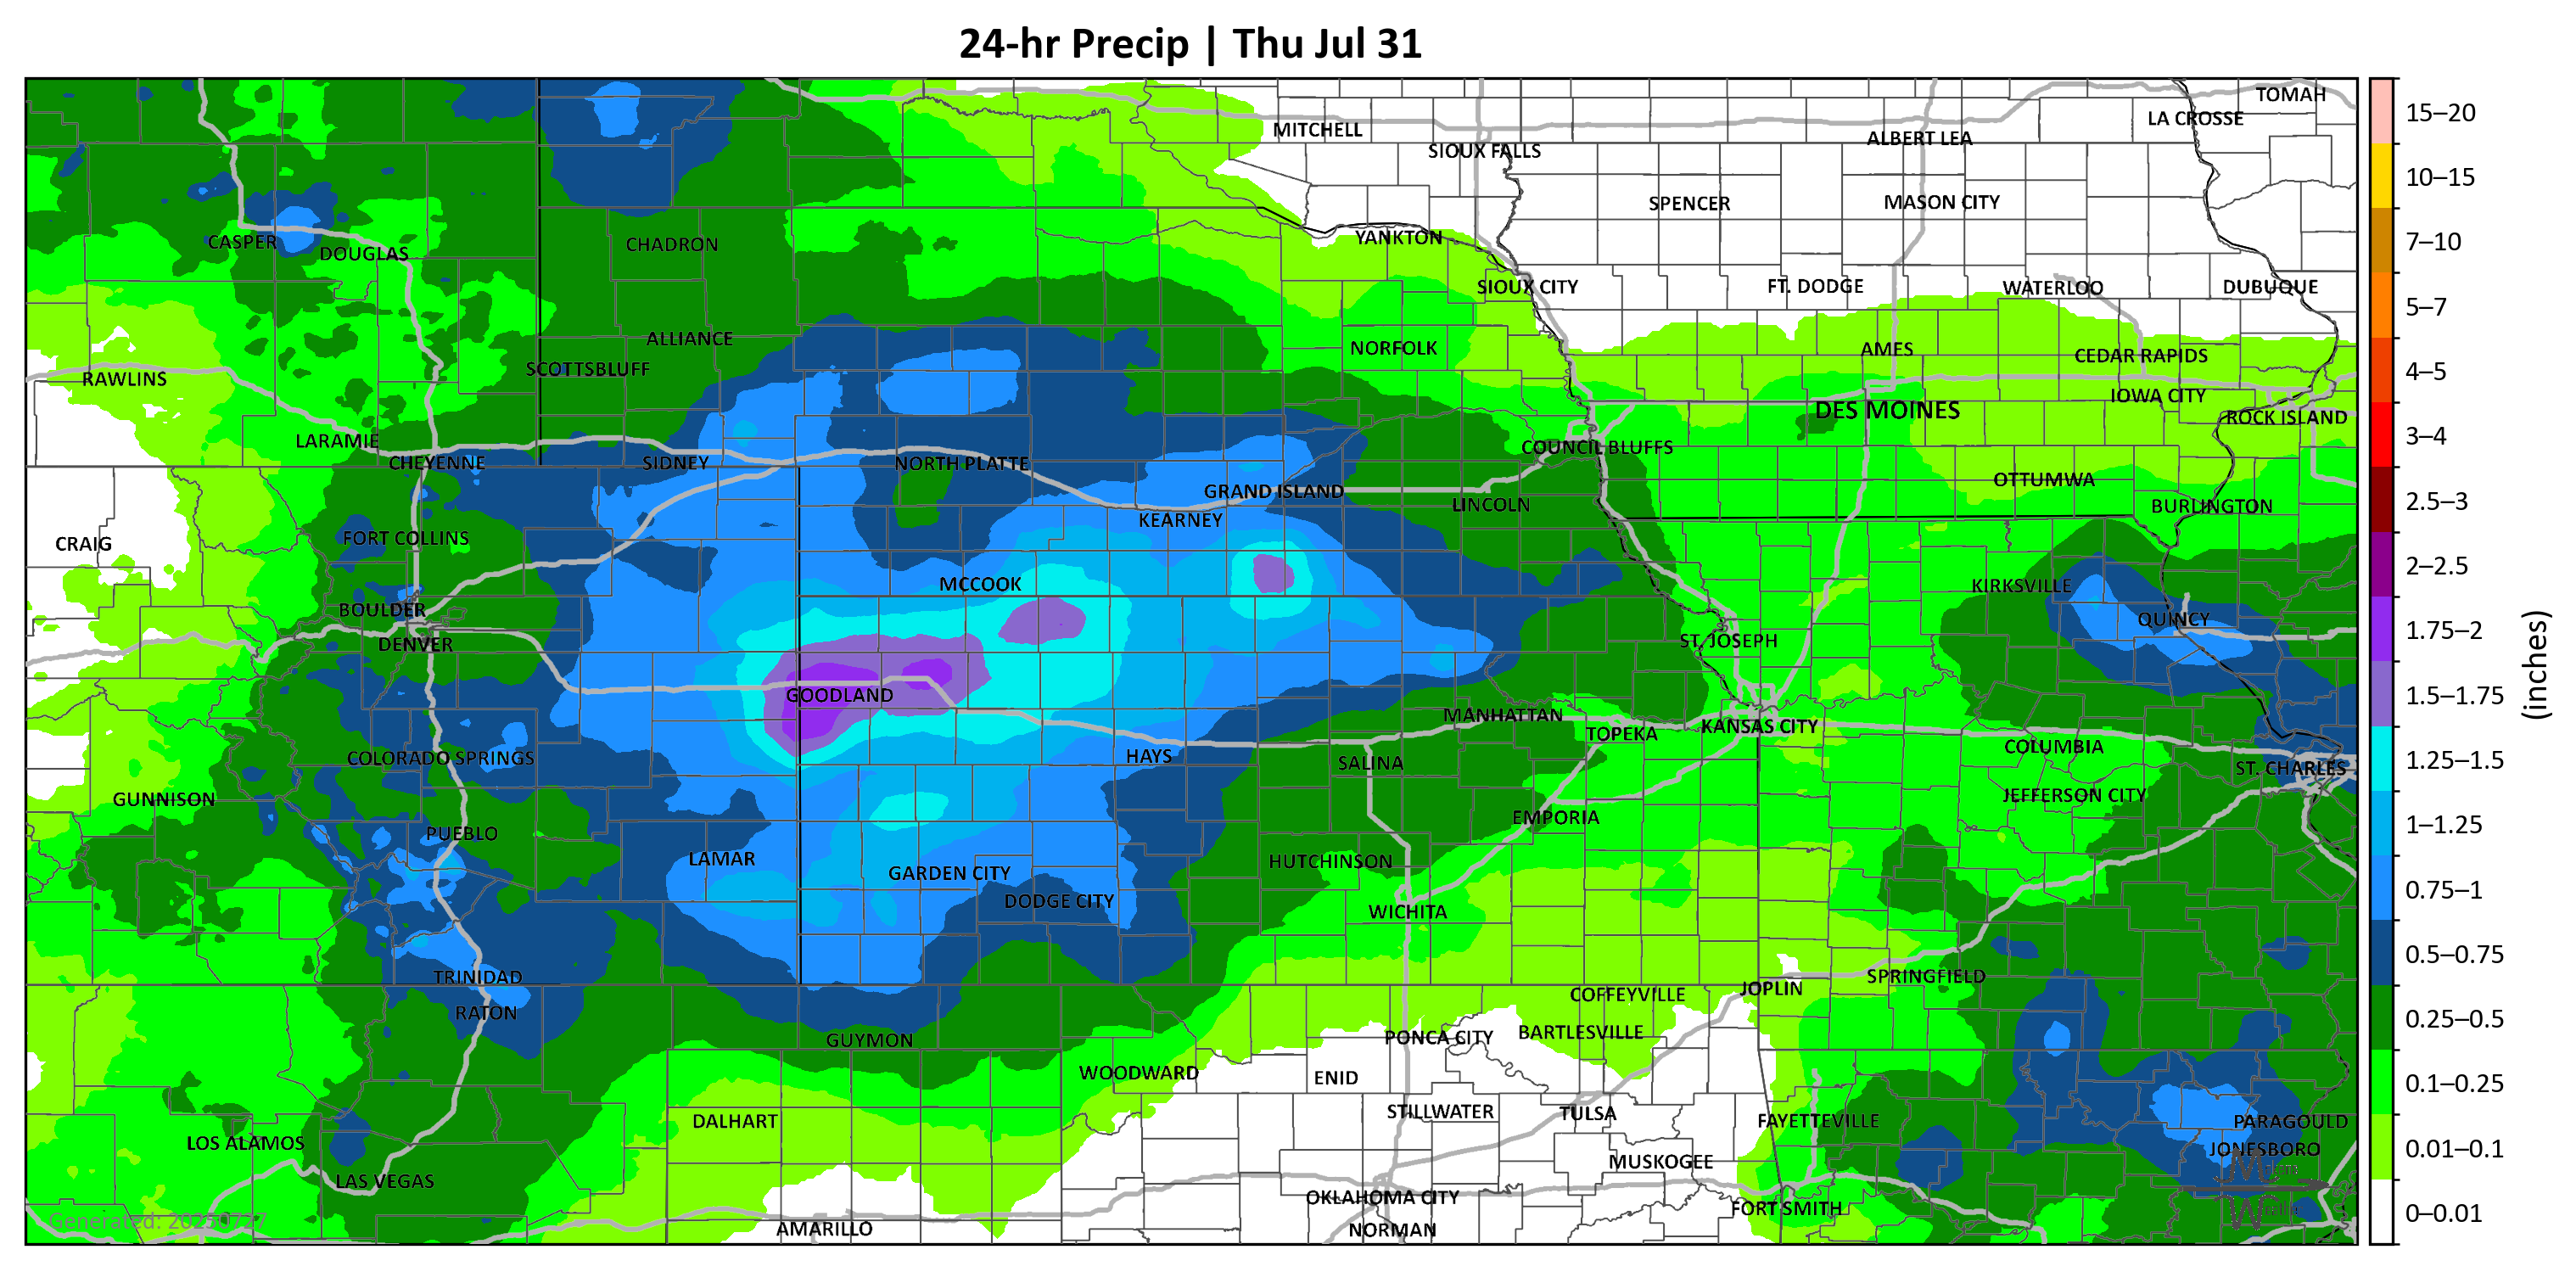 24-hr Precip | Thu Jul 31
TOMAH
LA CROSSE
MITCHELL
ALBERT LEA
SIOUX FALLS
SPENCER
MASON CITY
YANKTON
CASPER
CHADRON
DOUGLAS
SIOUX CITY
FT. DODGE
WATERLOO
DUBUQUE
ALLIANCE
NORFOLK
AMES
CEDAR RAPIDS
SCOTTSBLUFF
RAWLINS
IOWA CITY
DES MOINES
ROCK ISLAND
LARAMIE
COUNCIL BLUFFS
CHEYENNE
SIDNEY
NORTH PLATTE
OTTUMWA
GRAND ISLAND
LINCOLN
BURLINGTON
KEARNEY
FORT COLLINS
CRAIG
MCCOOK
KIRKSVILLE
BOULDER
QUINCY
DENVER
ST. JOSEPH
GOODLAND
MANHATTAN
KANSAS CITY
TOPEKA
COLUMBIA
COLORADO SPRINGS
HAYS
SALINA
ST. CHARLES
GUNNISON
JEFFERSON CITY
EMPORIA
PUEBLO
LAMAR
HUTCHINSON
GARDEN CITY
DODGE CITY
WICHITA
TRINIDAD
SPRINGFIELD
JOPLIN
COFFEYVILLE
RATON
BARTLESVILLE
PONCA CITY
GUYMON
WOODWARD
ENID
STILLWATER
TULSA
DALHART
FAYETTEVILLE
PARAGOULD
LOS ALAMOS
JONESBORO
MUSKOGEE
LAS VEGAS
OKLAHOMA CITY
FORT SMITH
AMARILLO
NORMAN
Generated: 20250727
15–20
10–15
7–10
5–7
4–5
3–4
2.5–3
2–2.5
1.75–2
1.5–1.75
1.25–1.5
1–1.25
0.75–1
0.5–0.75
0.25–0.5
0.1–0.25
0.01–0.1
0–0.01
(inches)